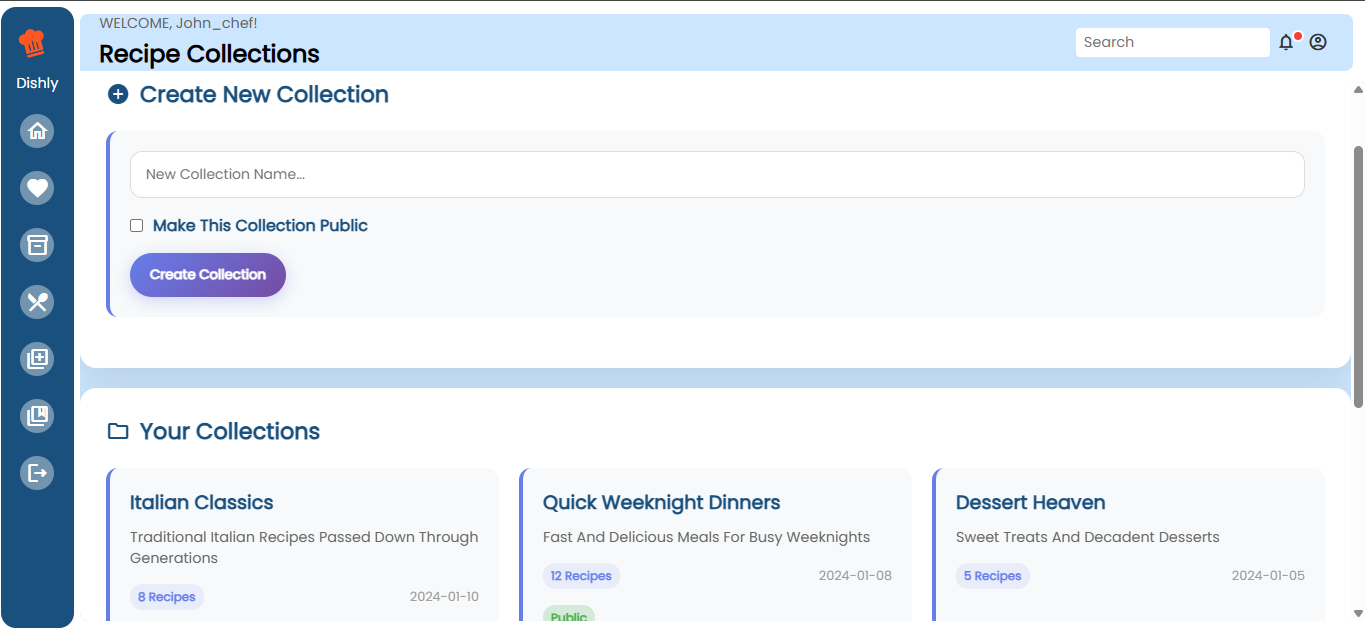 WELCOME, John_chef!
Recipe Collections
Search
Dishly
Create New Collection
New Collection Name...
Make This Collection Public
Create Collection
Your Collections
Italian Classics
Traditional Italian Recipes Passed Down Through
Generations
8 Recipes
2024-01-10
Quick Weeknight Dinners
Fast And Delicious Meals For Busy Weeknights
12 Recipes
2024-01-08
Public
Dessert Heaven
Sweet Treats And Decadent Desserts
5 Recipes
2024-01-05